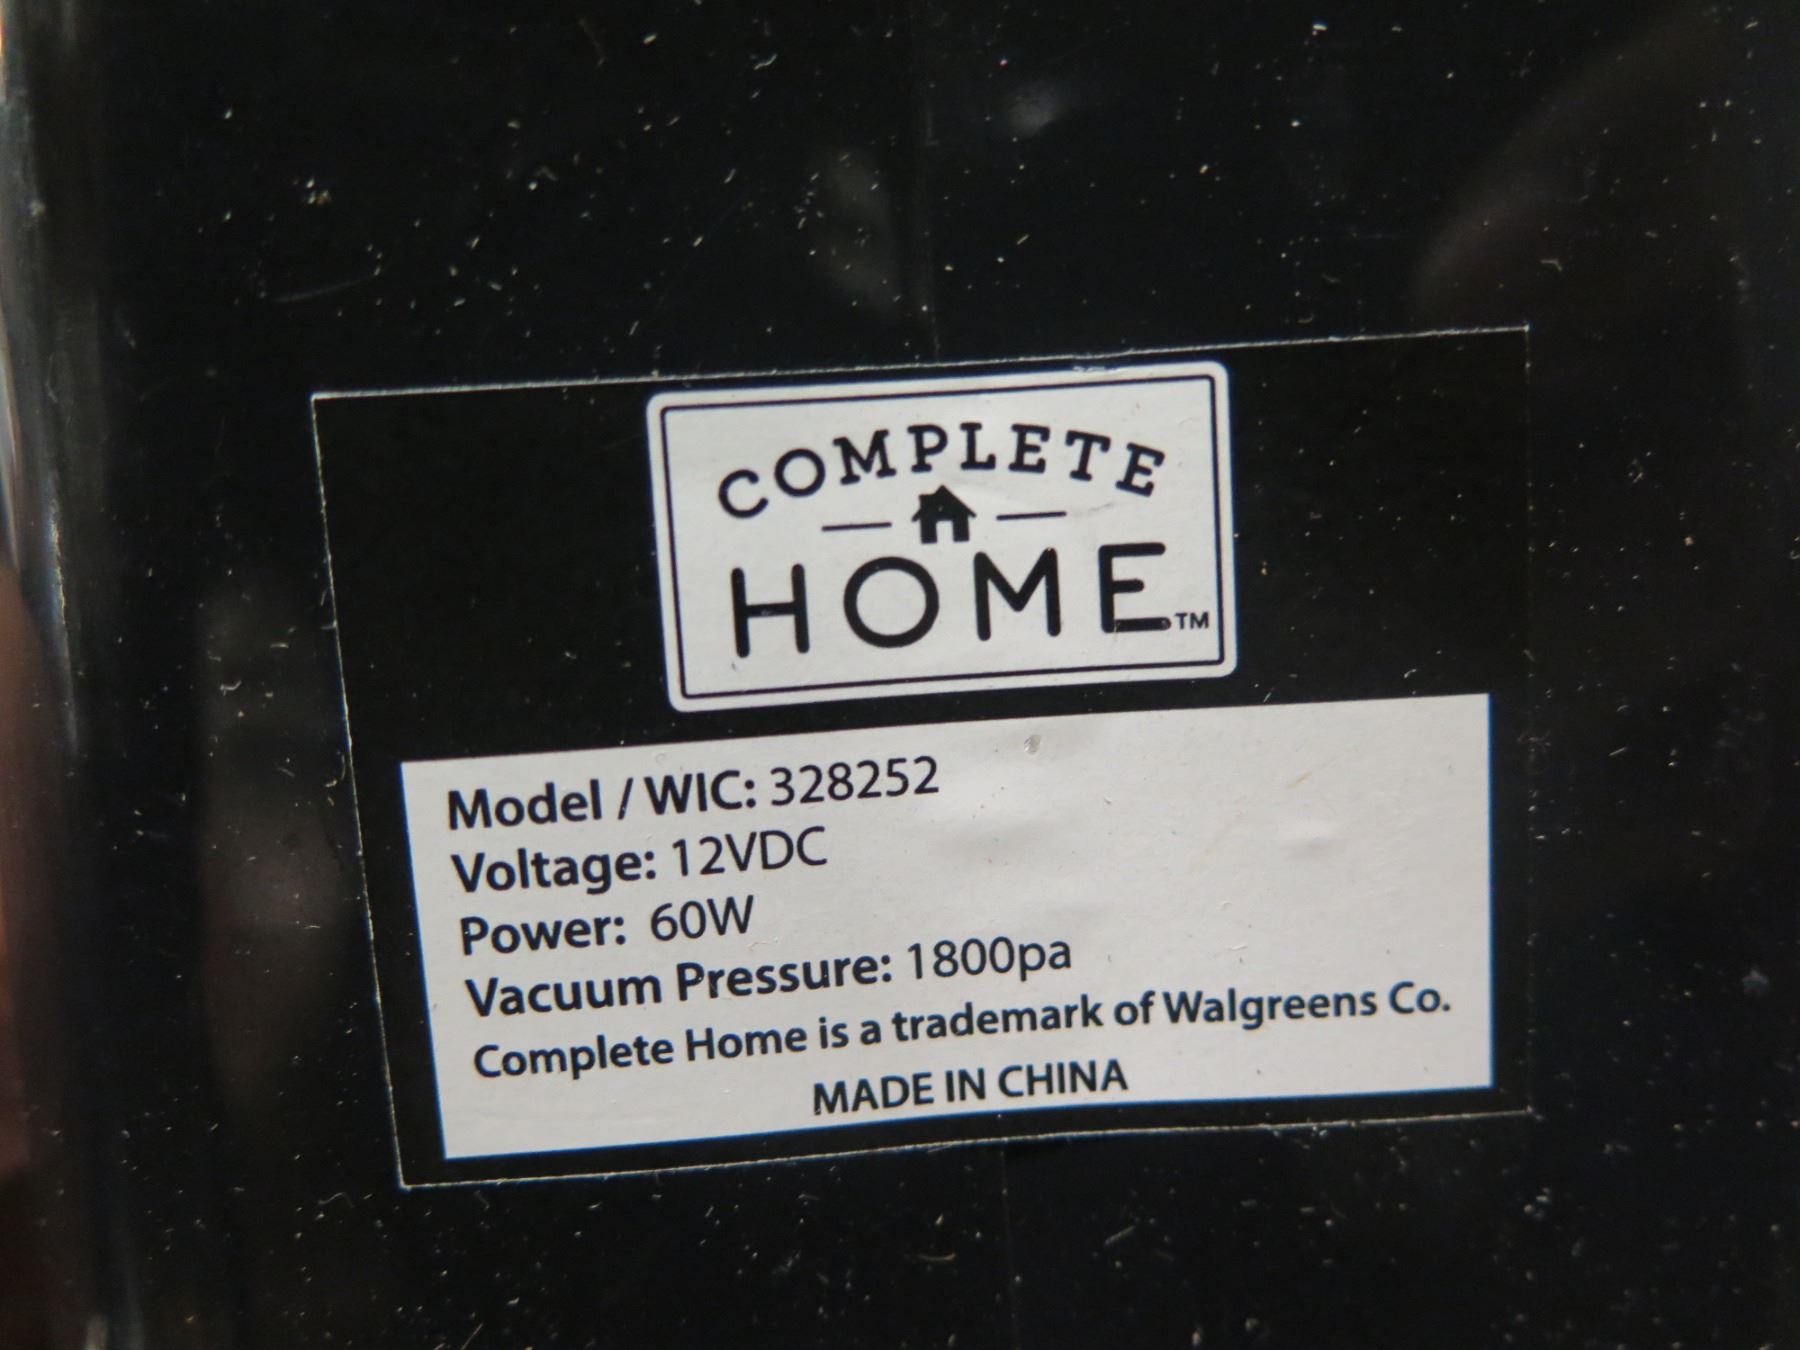 COMPLETE
HOME™
Model / WIC: 328252
Voltage: 12VDC
Power: 60W
Vacuum Pressure: 1800pa
Complete Home is a trademark of Walgreens Co.
MADE IN CHINA